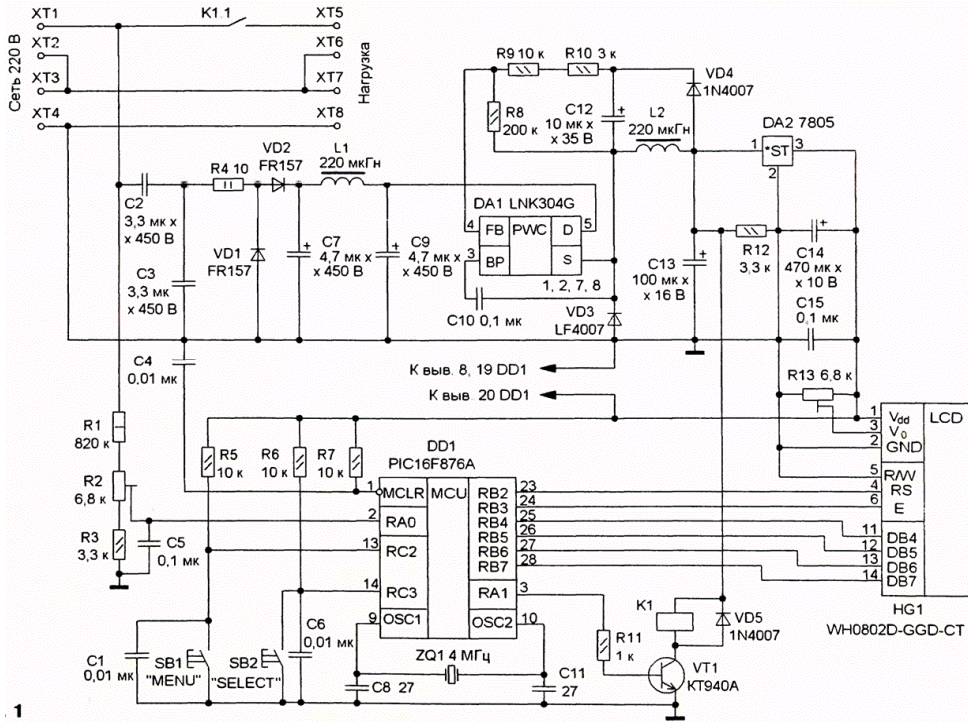 XT1
K1.1
XT5
Сеть 220 В
XT2
XT6
XT3
XT7
Нагрузка
XT4
XT8
R9 10 к
R10 3 к
VD4
1N4007
R8
200 к
C12
10 мк х
х 35 В
L2
220 мкГн
DA2 7805
1
*ST
3
2
VD2
FR157
L1
220 мкГн
R4 10
C2
3,3 мк х
х 450 В
DA1 LNK304G
4
FB
PWC
D
5
3
BP
S
1, 2, 7, 8
VD1
FR157
C7
4,7 мк х
х 450 В
C9
4,7 мк х
х 450 В
C3
3,3 мк
х 450 В
C13
100 мк х
х 16 В
R12
3,3 к
C14
470 мк х
х 10 В
C10 0,1 мк
VD3
LF4007
C15
0,1 мк
C4
0,01 мк
К выв. 8, 19 DD1
К выв. 20 DD1
R13 6,8 к
R1
820 к
R5
10 к
R6
10 к
R7
10 к
DD1
PIC16F876A
1
Vdd
LCD
3
V0
2
GND
R2
6,8 к
1
MCLR
MCU
RB2
23
5
R/W
RB3
24
4
RS
2
RA0
RB4
25
6
E
R3
3,3 к
C5
0,1 мк
13
RC2
RB5
26
11
DB4
RB6
27
12
DB5
RB7
28
13
DB6
14
DB7
14
RC3
RA1
3
9
OSC1
OSC2
10
HG1
WH0802D-GGD-CT
C1
0,01 мк
SB1
"MENU"
SB2
"SELECT"
C6
0,01 мк
ZQ1 4 МГц
C8 27
C11
27
R11
1 к
K1
VD5
1N4007
VT1
КТ940А
1